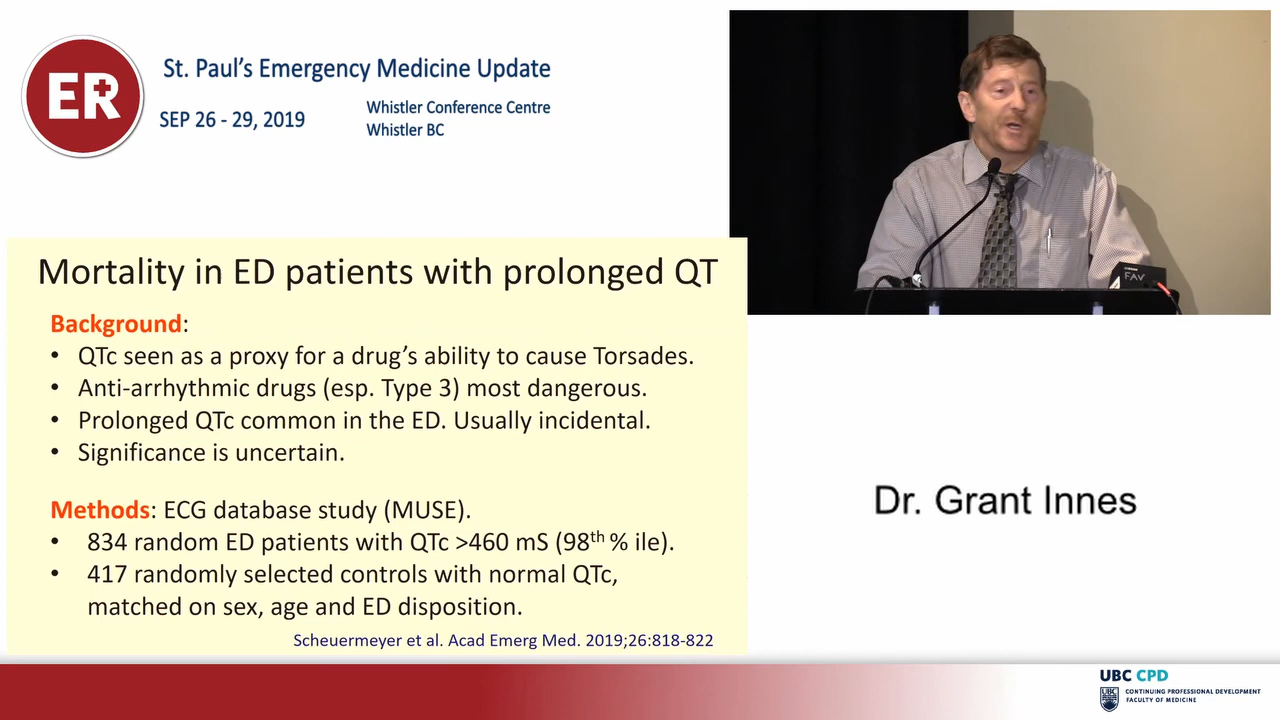 ER
St. Paul's Emergency Medicine Update
SEP 26 - 29, 2019
Whistler Conference Centre
Whistler BC
Mortality in ED patients with prolonged QT
Background:
• QTc seen as a proxy for a drug's ability to cause Torsades.
• Anti-arrhythmic drugs (esp. Type 3) most dangerous.
• Prolonged QTc common in the ED. Usually incidental.
• Significance is uncertain.
Methods: ECG database study (MUSE).
• 834 random ED patients with QTc >460 mS (98th % ile).
• 417 randomly selected controls with normal QTc,
matched on sex, age and ED disposition.
Scheuermeyer et al. Acad Emerg Med. 2019;26:818-822
FAV
Dr. Grant Innes
UBC CPD
CONTINUING PROFESSIONAL DEVELOPMENT
FACULTY OF MEDICINE